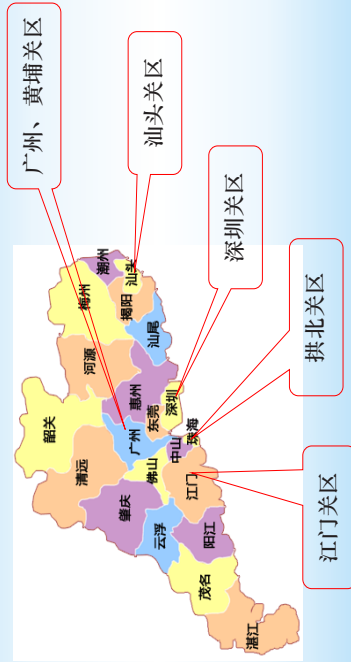 广州、黄埔关区
汕头关区
深圳关区
拱北关区
江门关区
韶关
清远
河源
梅州
潮州
汕头
揭阳
汕尾
惠州
东莞
深圳
广州
佛山
中山
珠海
江门
肇庆
云浮
阳江
茂名
湛江